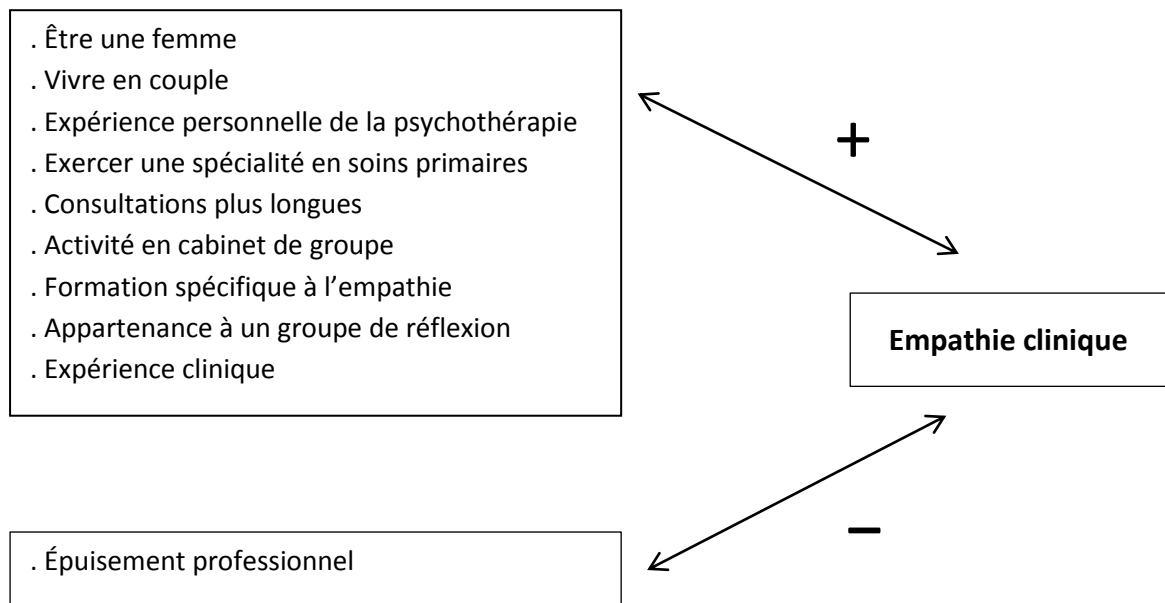 . Être une femme
. Vivre en couple
. Expérience personnelle de la psychothérapie
. Exercer une spécialité en soins primaires
. Consultations plus longues
. Activité en cabinet de groupe
. Formation spécifique à l’empathie
. Appartenance à un groupe de réflexion
. Expérience clinique
+
Empathie clinique
–
. Épuisement professionnel